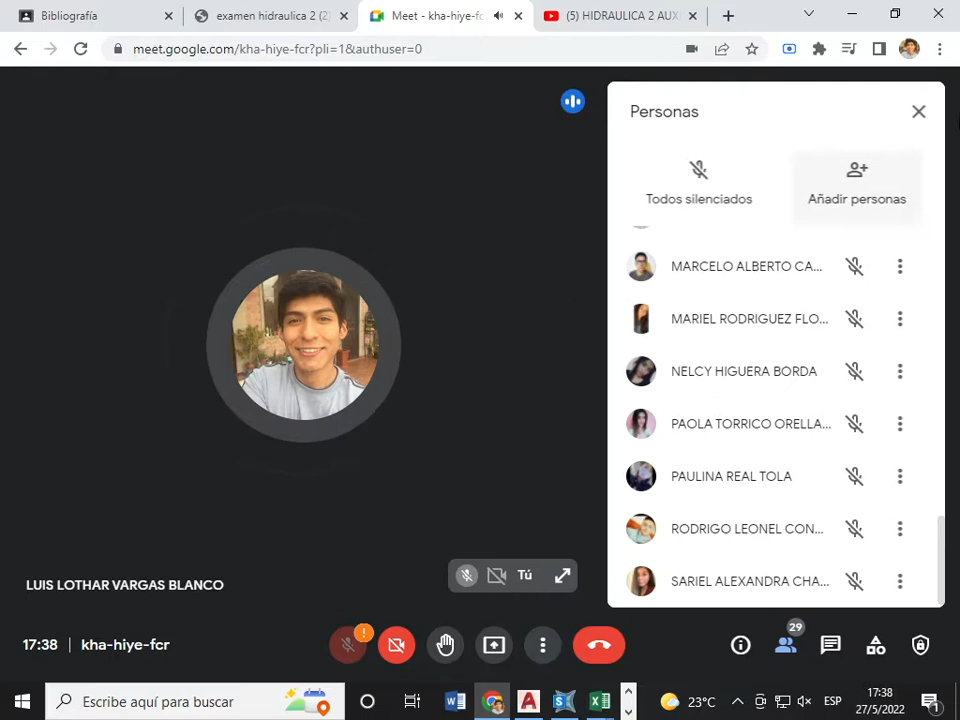 Bibliografía
examen hidraulica 2 (2)
Meet - kha-hiye-fc
(5) HIDRAULICA 2 AUX
meet.google.com/kha-hiye-fcr?pli=1&authuser=0
Personas
Todos silenciados
Añadir personas
MARCELO ALBERTO CA...
MARIEL RODRIGUEZ FLO...
NELCY HIGUERA BORDA
PAOLA TORRICO ORELLA...
PAULINA REAL TOLA
RODRIGO LEONEL CON...
SARIEL ALEXANDRA CHA...
Tú
LUIS LOTHAR VARGAS BLANCO
17:38 | kha-hiye-fcr
!
29
Escribe aquí para buscar
23°C
ESP
17:38
27/5/2022
1